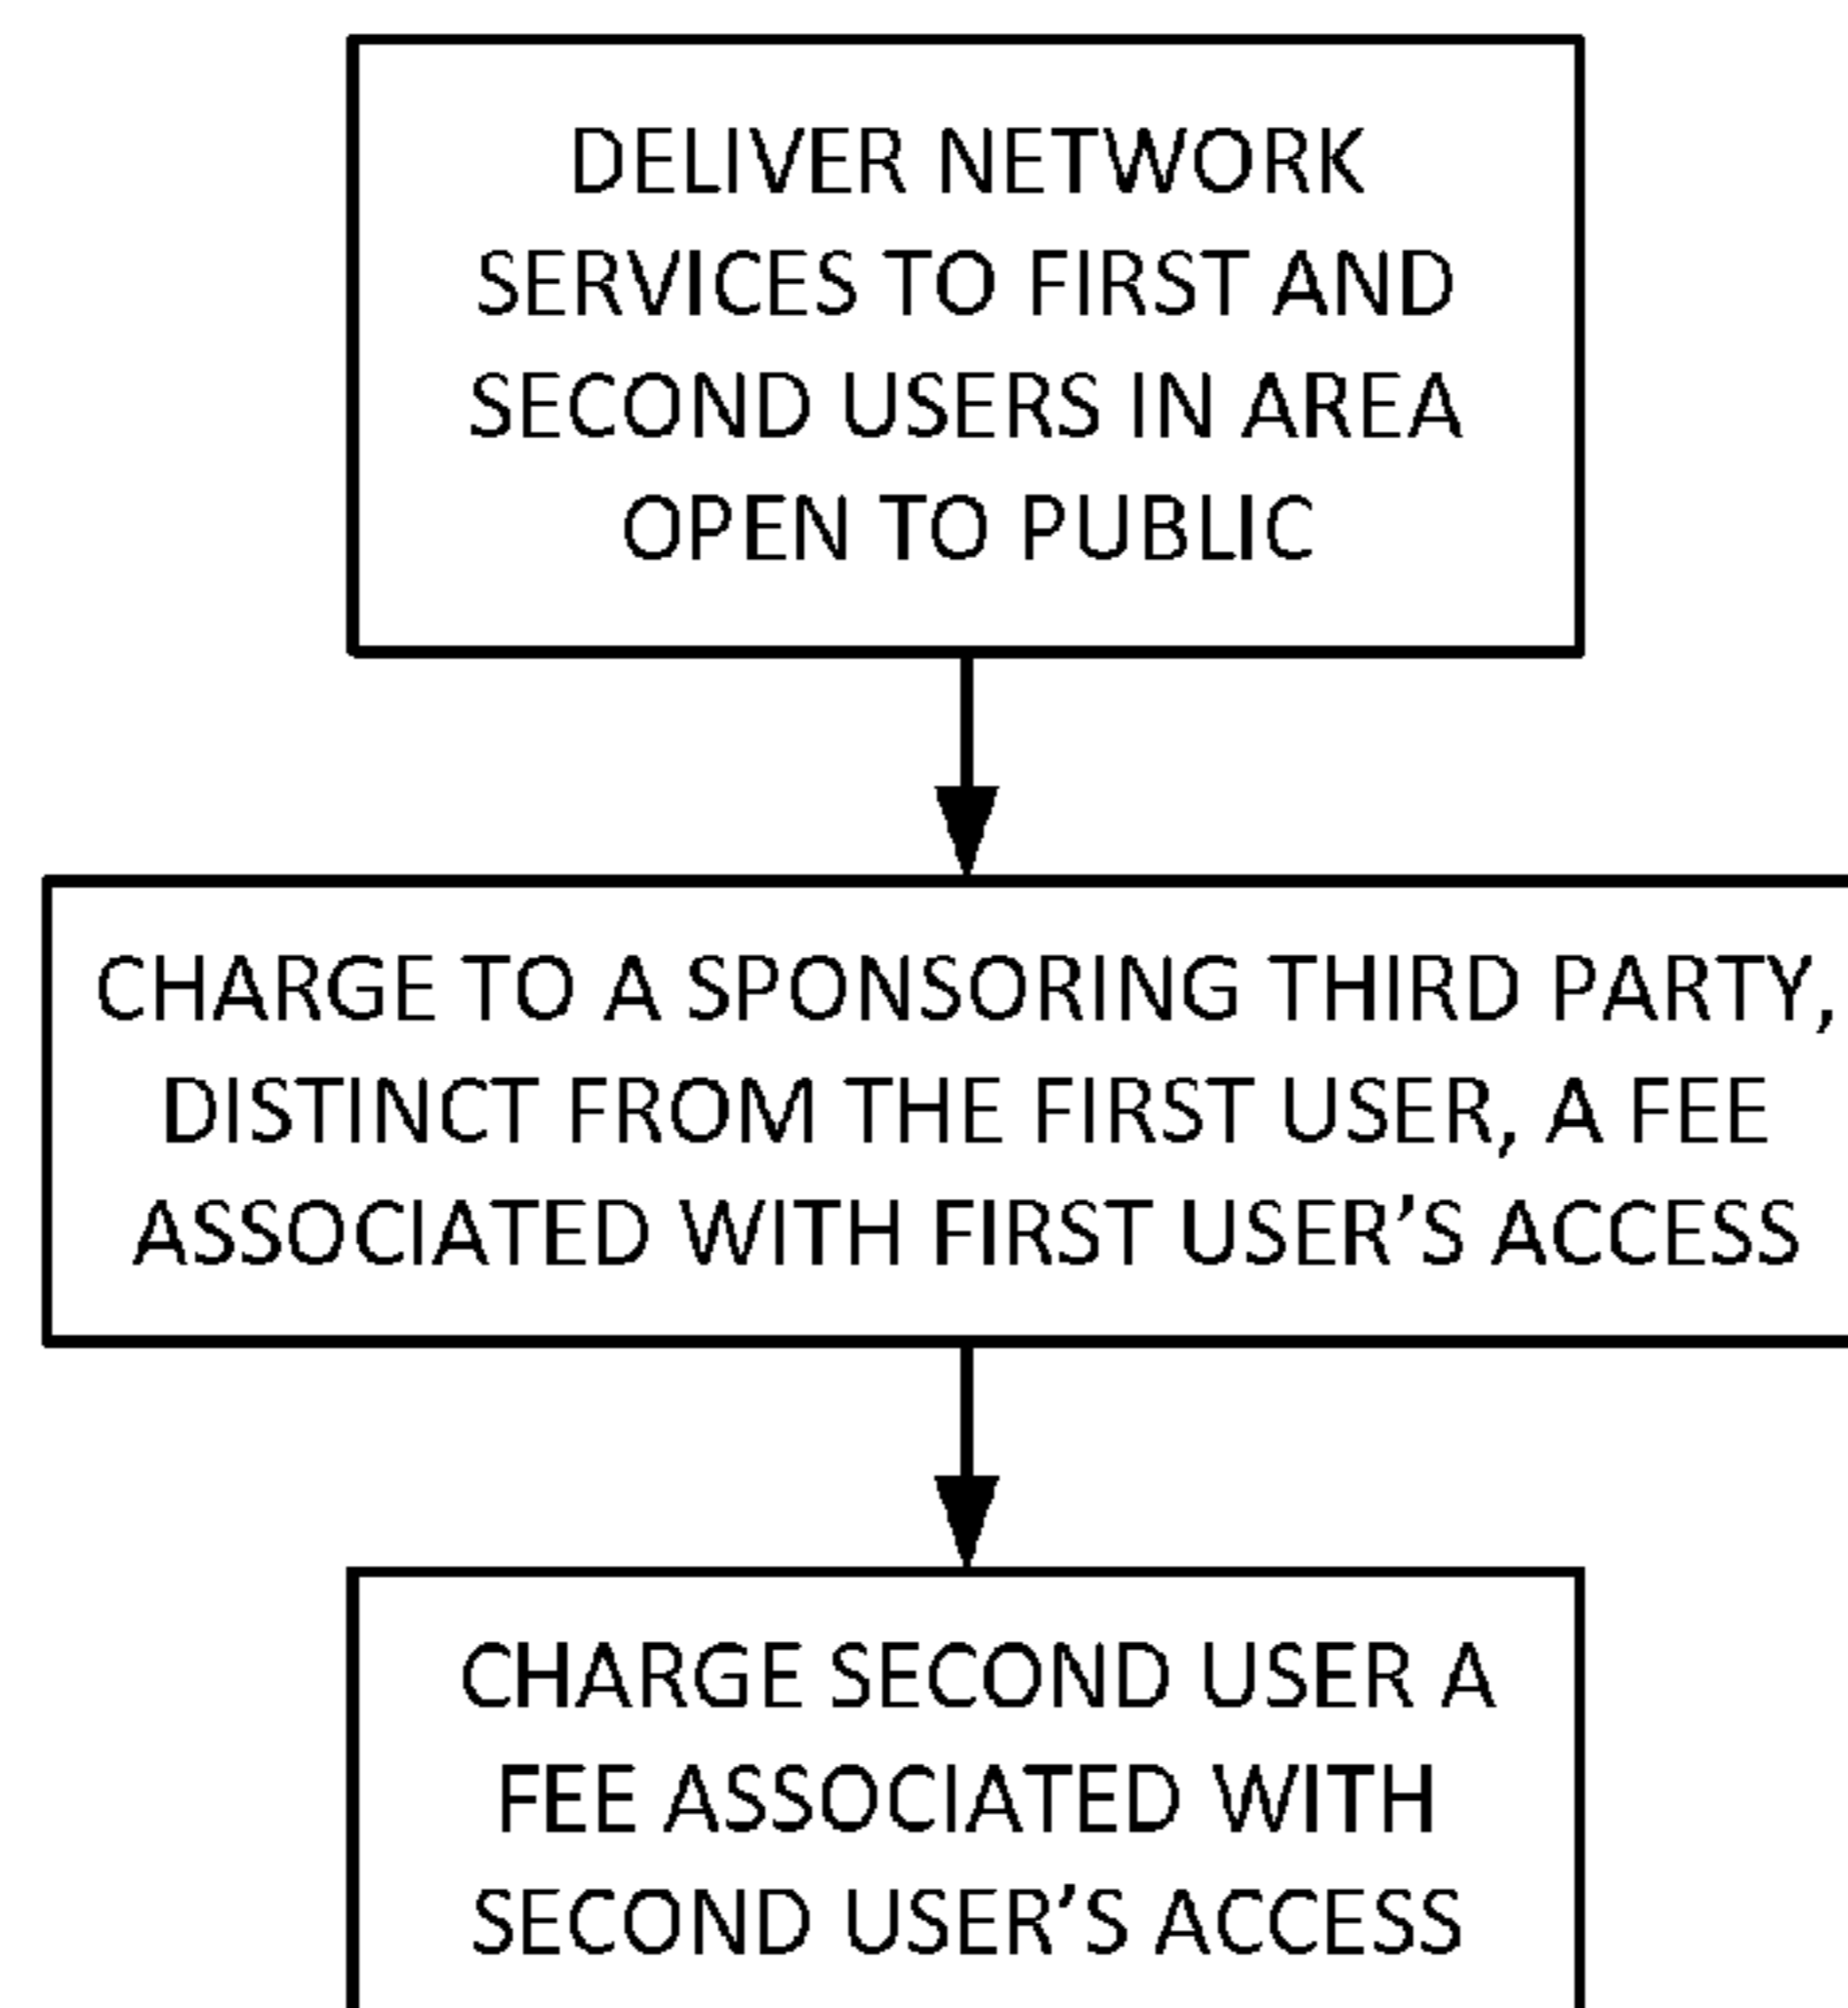 DELIVER NETWORK
SERVICES TO FIRST AND
SECOND USERS IN AREA
OPEN TO PUBLIC
CHARGE TO A SPONSORING THIRD PARTY,
DISTINCT FROM THE FIRST USER, A FEE
ASSOCIATED WITH FIRST USER’S ACCESS
CHARGE SECOND USER A
FEE ASSOCIATED WITH
SECOND USER’S ACCESS